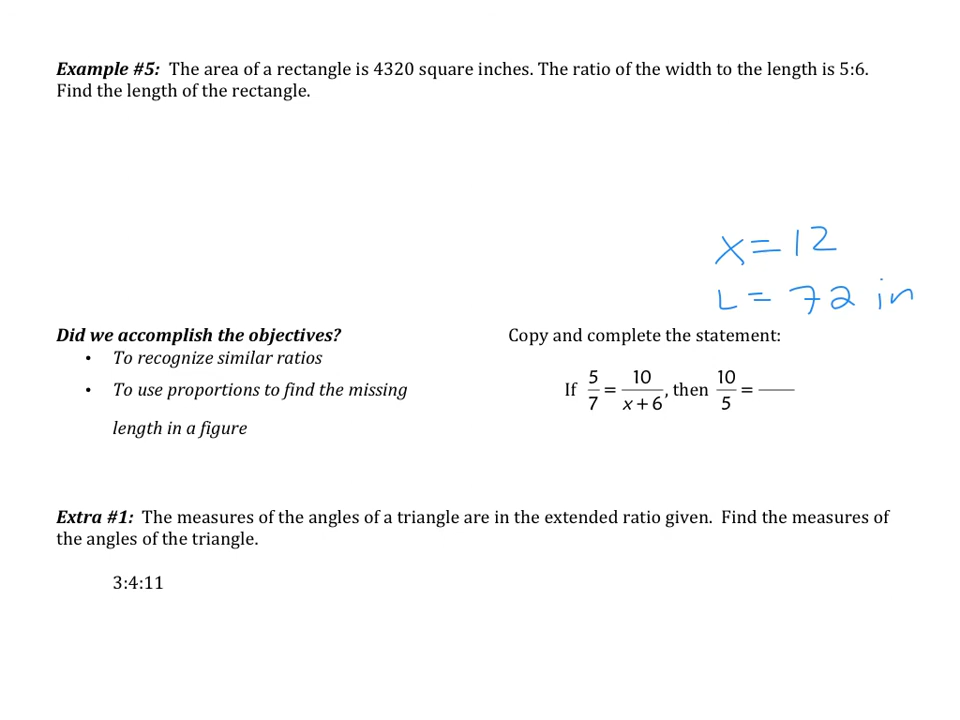 Example #5: The area of a rectangle is 4320 square inches. The ratio of the width to the length is 5:6.
Find the length of the rectangle.
x = 12
L = 72 in
Did we accomplish the objectives?
• To recognize similar ratios
• To use proportions to find the missing
length in a figure
Copy and complete the statement:
If 5/7 = 10/(x+6), then 10/5 = ___
Extra #1: The measures of the angles of a triangle are in the extended ratio given. Find the measures of
the angles of the triangle.
3:4:11